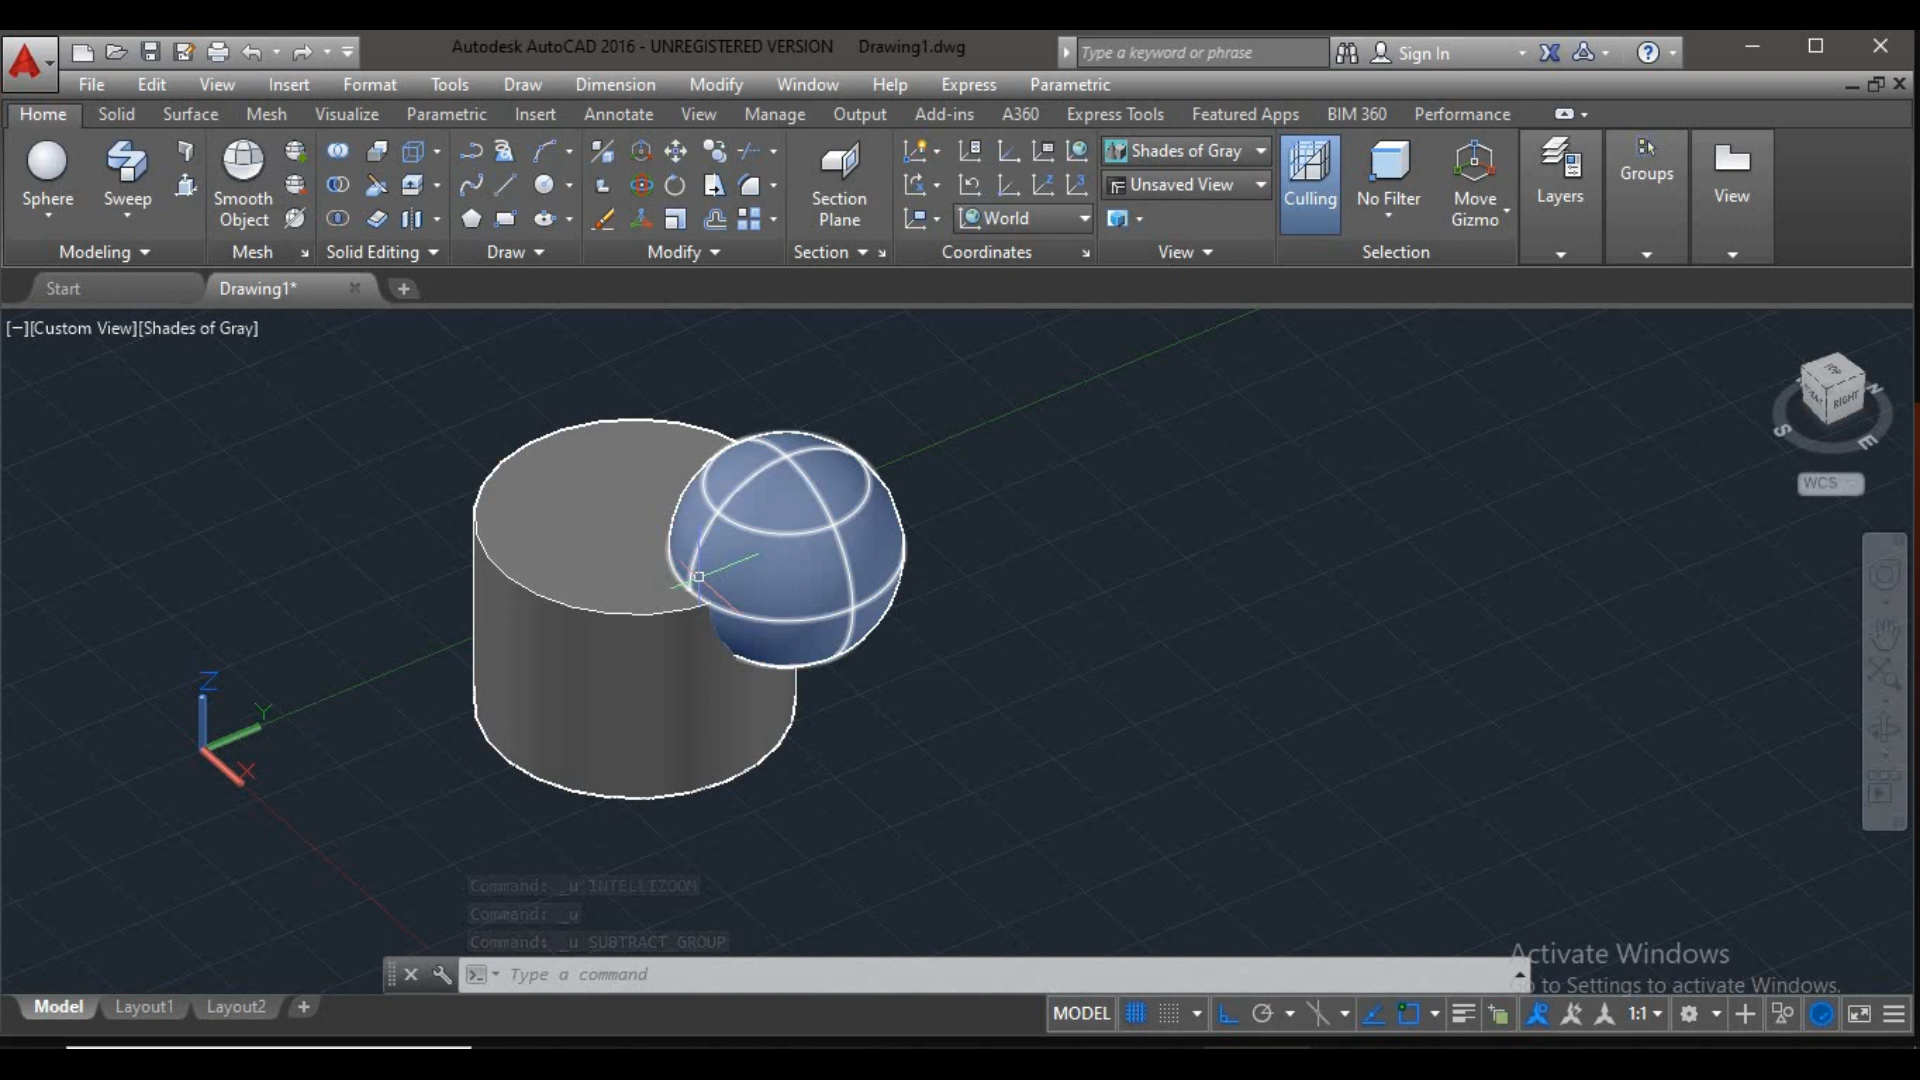 Autodesk AutoCAD 2016 - UNREGISTERED VERSION Drawing1.dwg
Type a keyword or phrase
Sign In
File Edit View Insert Format Tools Draw Dimension Modify Window Help Express Parametric
Home Solid Surface Mesh Visualize Parametric Insert Annotate View Manage Output Add-ins A360 Express Tools Featured Apps BIM 360 Performance
Shades of Gray
Unsaved View
World
Sphere
Sweep
Smooth
Object
Section
Plane
Culling
No Filter
Move
Gizmo
Layers
Groups
View
Modeling
Mesh
Solid Editing
Draw
Modify
Section
Coordinates
View
Selection
Start
Drawing1*
[−][Custom View][Shades of Gray]
TOP
RIGHT
N
S
E
WCS
Z
Y
X
Command: _u INTELLIZOOM
Command: _u
Command: _u SUBTRACT GROUP
Type a command
Activate Windows
Go to Settings to activate Windows.
Model Layout1 Layout2
MODEL
1:1